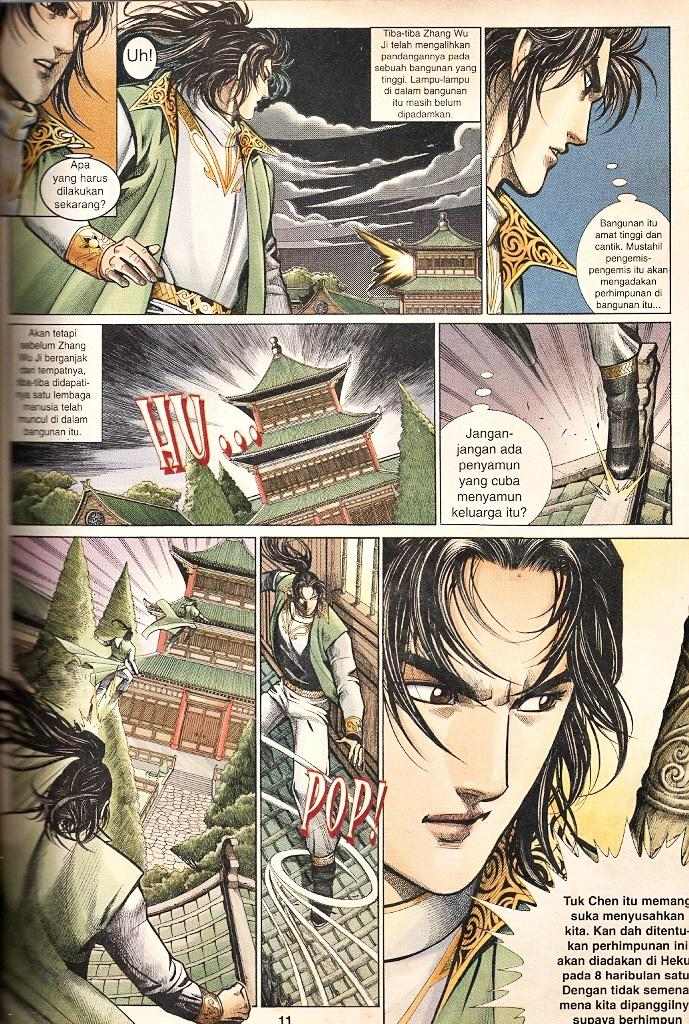 Uh!
Apa
yang harus
dilakukan
sekarang?
Tiba-tiba Zhang Wu
Ji telah mengalihkan
pandangannya pada
sebuah bangunan yang
tinggi. Lampu-lampu
di dalam bangunan
itu masih belum
dipadamkan.
Bangunan itu
amat tinggi dan
cantik. Mustahil
pengemis-
pengemis itu akan
mengadakan
perhimpunan di
bangunan itu...
Akan tetapi
sebelum Zhang
Wu Ji berganjak
dari tempatnya,
tiba-tiba didapati-
nya satu lembaga
manusia telah
muncul di dalam
bangunan itu.
HU...
Jangan-
jangan ada
penyamun
yang cuba
menyamun
keluarga itu?
POP!
Tuk Chen itu memang
suka menyusahkan
kita. Kan dah ditentu-
kan perhimpunan ini
akan diadakan di Heku
pada 8 haribulan satu
Dengan tidak semena
mena kita dipanggilny
supaya berhimpun
11